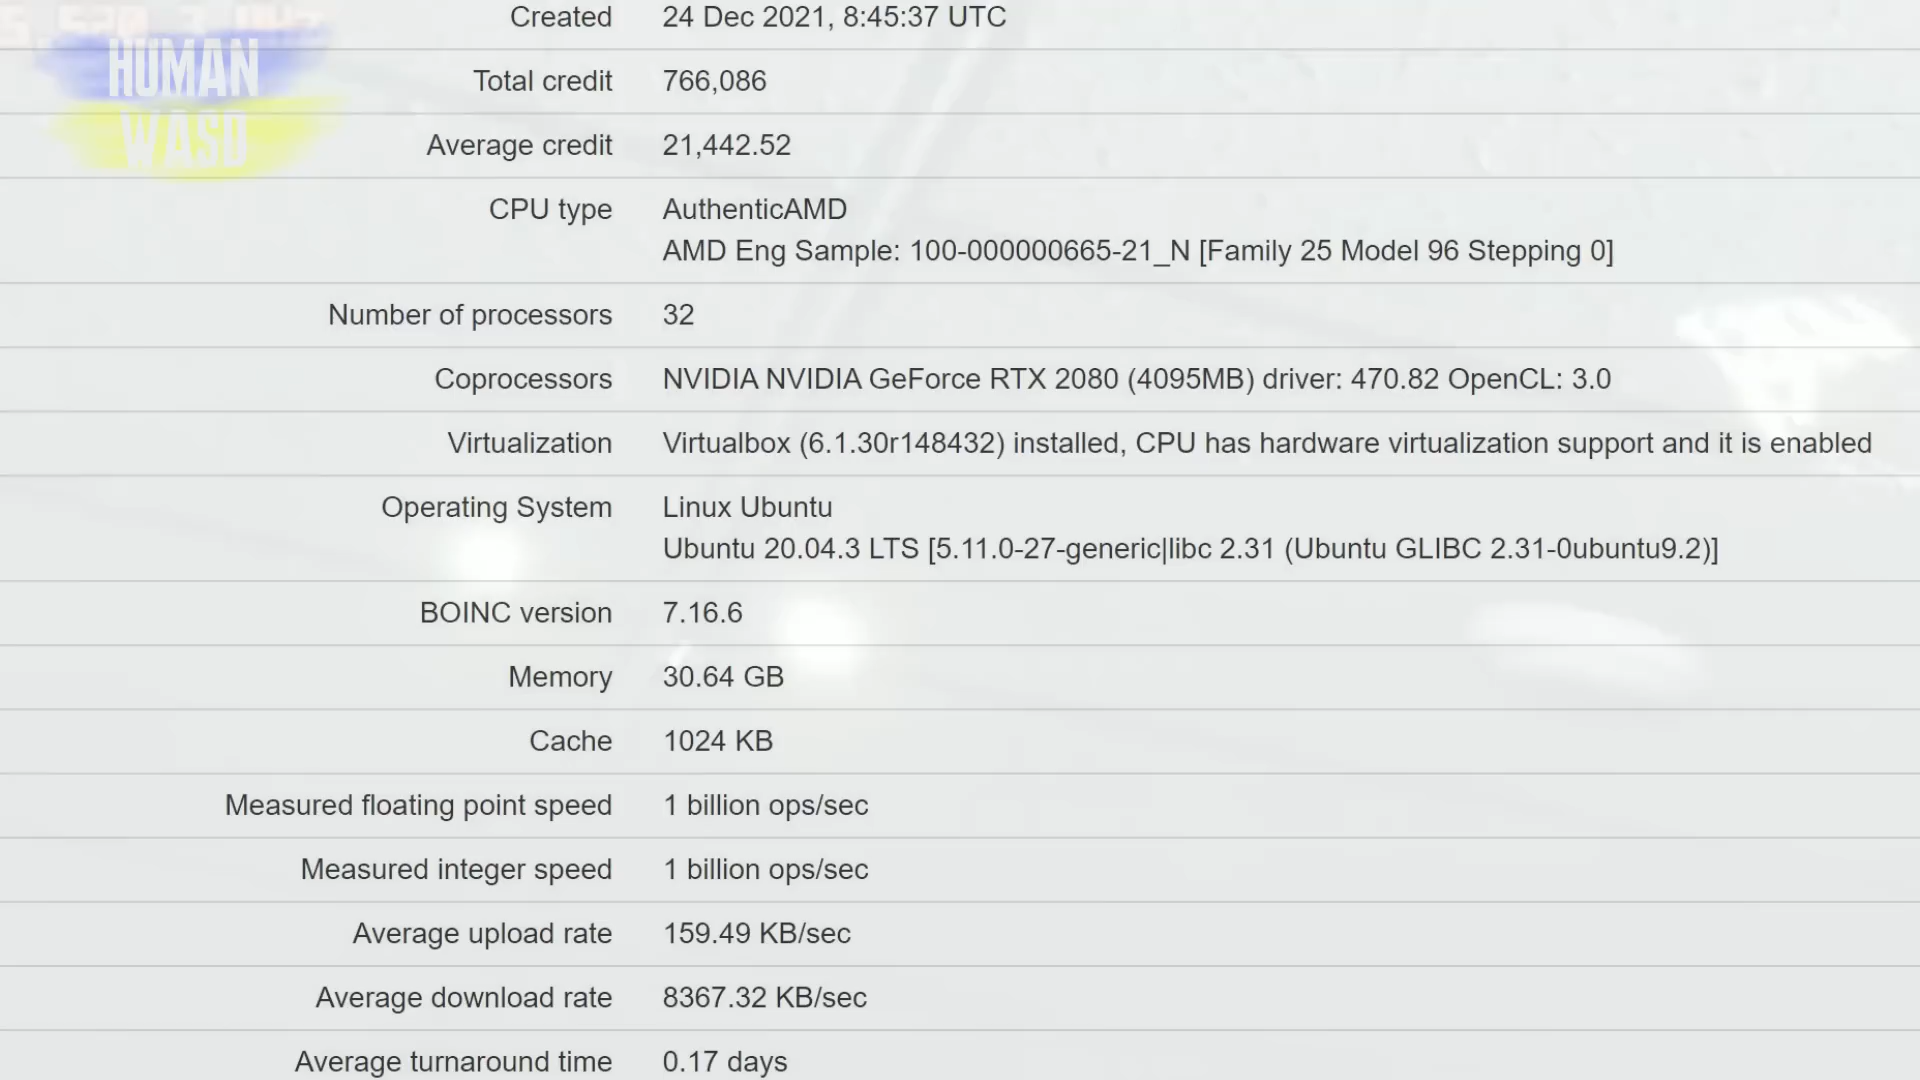 Created 24 Dec 2021, 8:45:37 UTC
HUMAN
WASD
Total credit 766,086
Average credit 21,442.52
CPU type AuthenticAMD
AMD Eng Sample: 100-000000665-21_N [Family 25 Model 96 Stepping 0]
Number of processors 32
Coprocessors NVIDIA NVIDIA GeForce RTX 2080 (4095MB) driver: 470.82 OpenCL: 3.0
Virtualization Virtualbox (6.1.30r148432) installed, CPU has hardware virtualization support and it is enabled
Operating System Linux Ubuntu
Ubuntu 20.04.3 LTS [5.11.0-27-generic|libc 2.31 (Ubuntu GLIBC 2.31-0ubuntu9.2)]
BOINC version 7.16.6
Memory 30.64 GB
Cache 1024 KB
Measured floating point speed 1 billion ops/sec
Measured integer speed 1 billion ops/sec
Average upload rate 159.49 KB/sec
Average download rate 8367.32 KB/sec
Average turnaround time 0.17 days